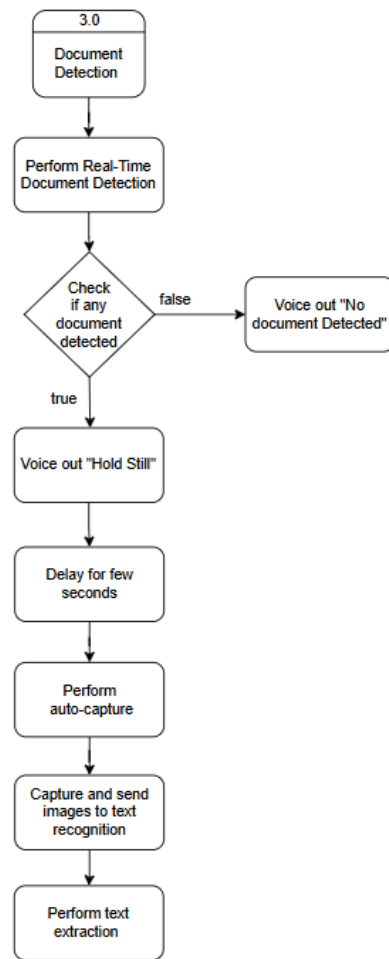 3.0
Document
Detection
Perform Real-Time
Document Detection
Check
if any
document
detected
false
Voice out "No
document Detected"
true
Voice out "Hold Still"
Delay for few
seconds
Perform
auto-capture
Capture and send
images to text
recognition
Perform text
extraction